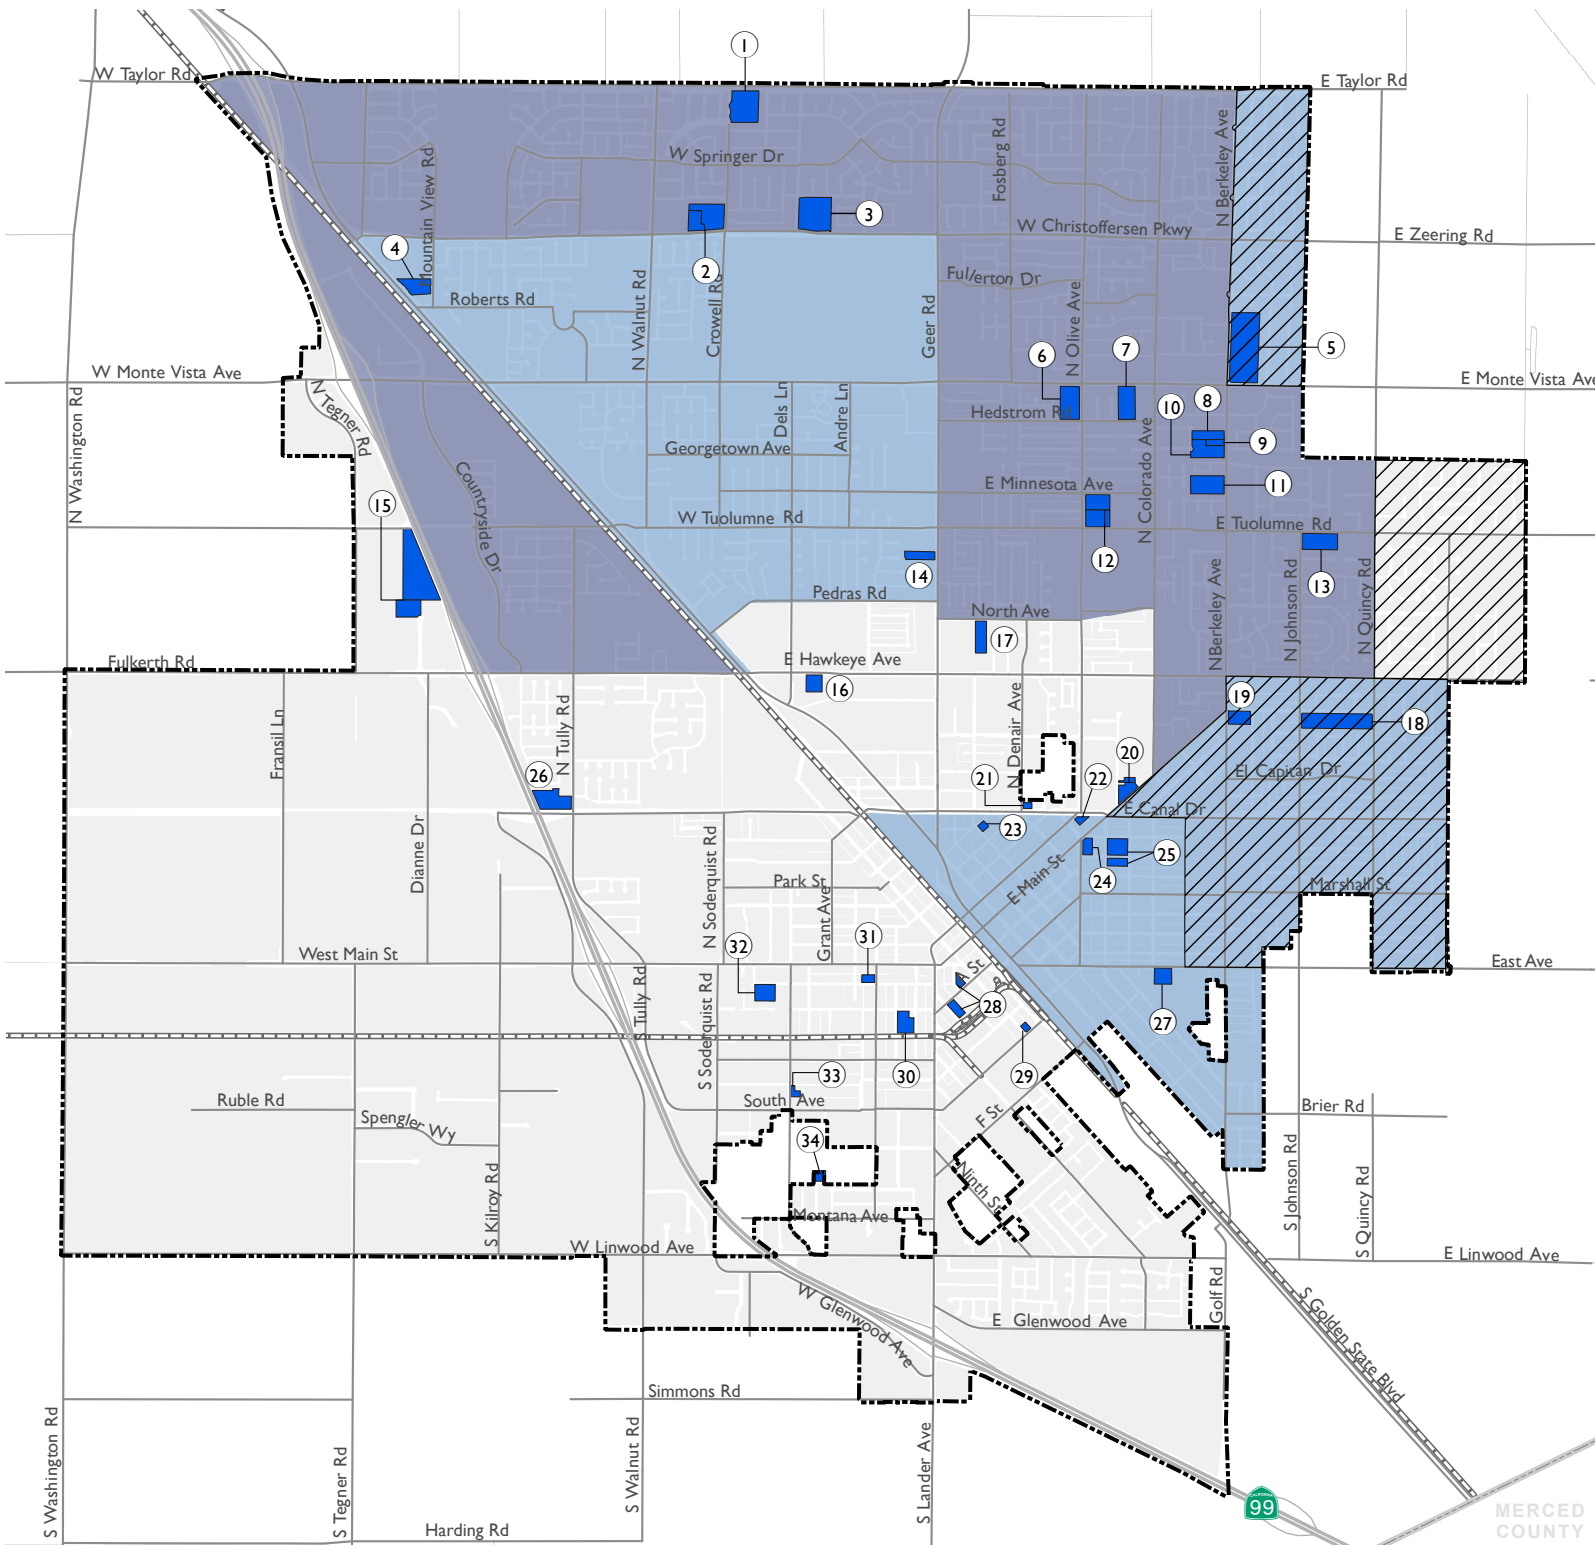 1
W Taylor Rd
E Taylor Rd
N Berkeley Ave
Fosberg Rd
W Springer Dr
Mountain View Rd
3
W Christoffersen Pkwy
E Zeering Rd
4
2
Fulerton Dr
Roberts Rd
N Walnut Rd
Crowell Rd
Geer Rd
N Olive Ave
6
7
5
W Monte Vista Ave
E Monte Vista Ave
N Tegner Rd
N Washington Rd
Dels Ln
Andre Ln
Hedstrom Rd
10
8
9
Georgetown Ave
N Colorado Ave
Countryside Dr
E Minnesota Ave
11
15
W Tuolumne Rd
E Tuolumne Rd
12
14
13
Pedras Rd
North Ave
NBerkeley Ave
N Johnson Rd
N Quincy Rd
17
Fulkerth Rd
E Hawkeye Ave
16
Fransil Ln
N Tully Rd
N Denair Ave
19
18
26
21
22
20
El Capitan Dr
E Canal Dr
23
25
24
Dianne Dr
N Soderquist Rd
Park St
Grant Ave
E Main St
Marshall St
West Main St
32
31
A St
East Ave
28
27
S Tully Rd
S Soderquist Rd
30
29
33
Ruble Rd
South Ave
F St
Brier Rd
Spengler Wy
34
Ninth St
S Kilroy Rd
Montana Ave
S Johnson Rd
S Quincy Rd
W Linwood Ave
E Linwood Ave
Golf Rd
W Glenwood Ave
E Glenwood Ave
S Golden State Blvd
Simmons Rd
S Washington Rd
S Tegner Rd
S Walnut Rd
S Lander Ave
CALIFORNIA
99
MERCED
COUNTY
Harding Rd